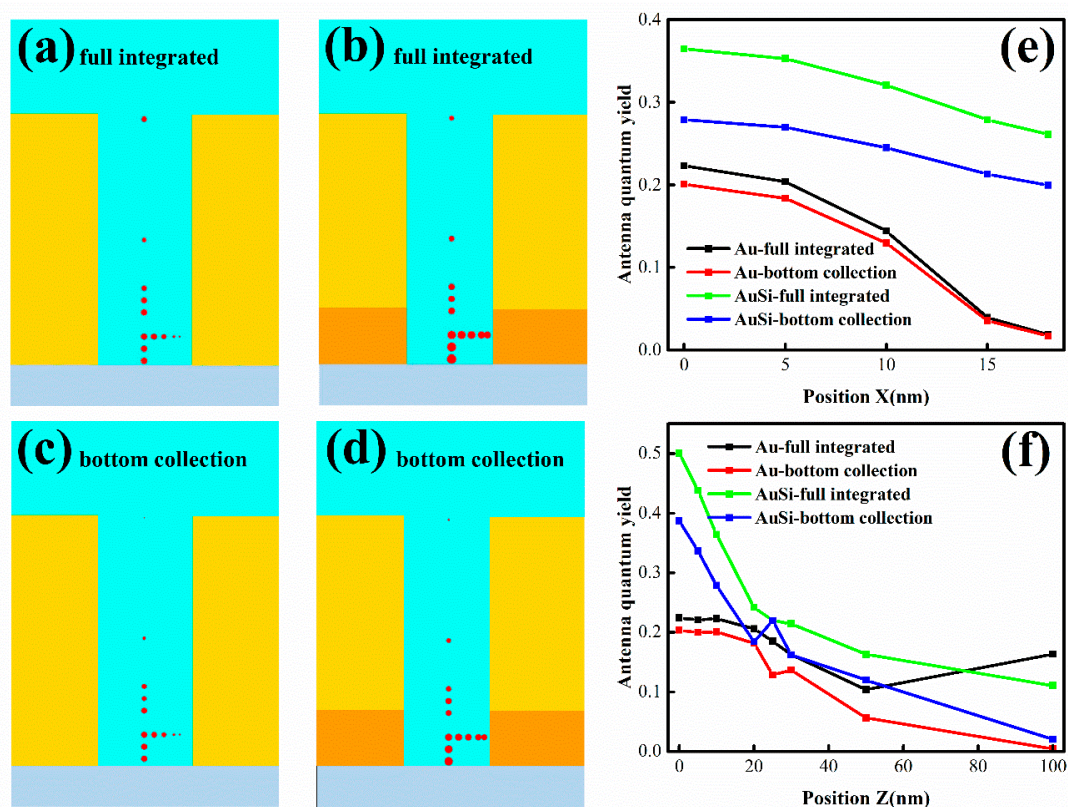 (a) full integrated
(b) full integrated
(c) bottom collection
(d) bottom collection
(e)
Antenna quantum yield
0.4
0.3
0.2
0.1
0.0
Au-full integrated
Au-bottom collection
AuSi-full integrated
AuSi-bottom collection
0 5 10 15
Position X(nm)
(f)
Antenna quantum yield
0.5
0.4
0.3
0.2
0.1
0.0
Au-full integrated
Au-bottom collection
AuSi-full integrated
AuSi-bottom collection
0 20 40 60 80 100
Position Z(nm)